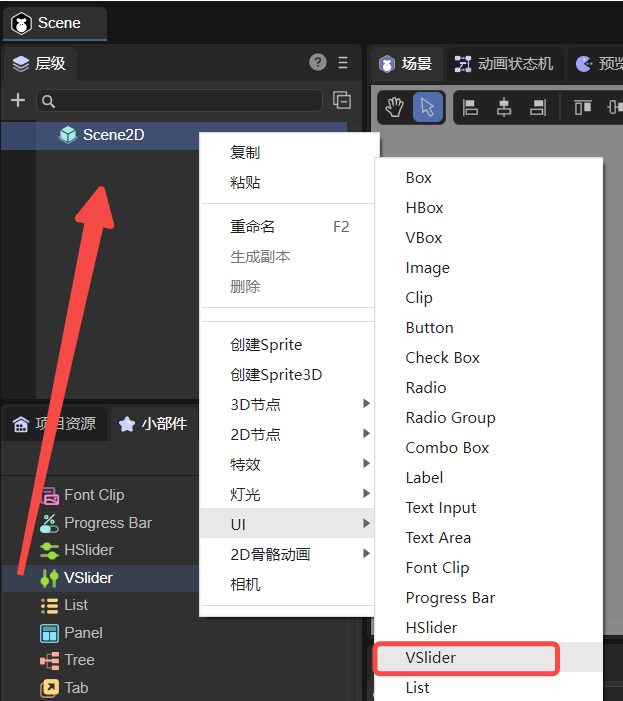 Scene
层级
?
场景
动画状态机
预览
Scene2D
复制
粘贴
重命名 F2
生成副本
删除
创建Sprite
创建Sprite3D
3D节点
2D节点
特效
灯光
UI
2D骨骼动画
相机
Box
HBox
VBox
Image
Clip
Button
Check Box
Radio
Radio Group
Combo Box
Label
Text Input
Text Area
Font Clip
Progress Bar
HSlider
VSlider
List
项目资源
小部件
Font Clip
Progress Bar
HSlider
VSlider
List
Panel
Tree
Tab